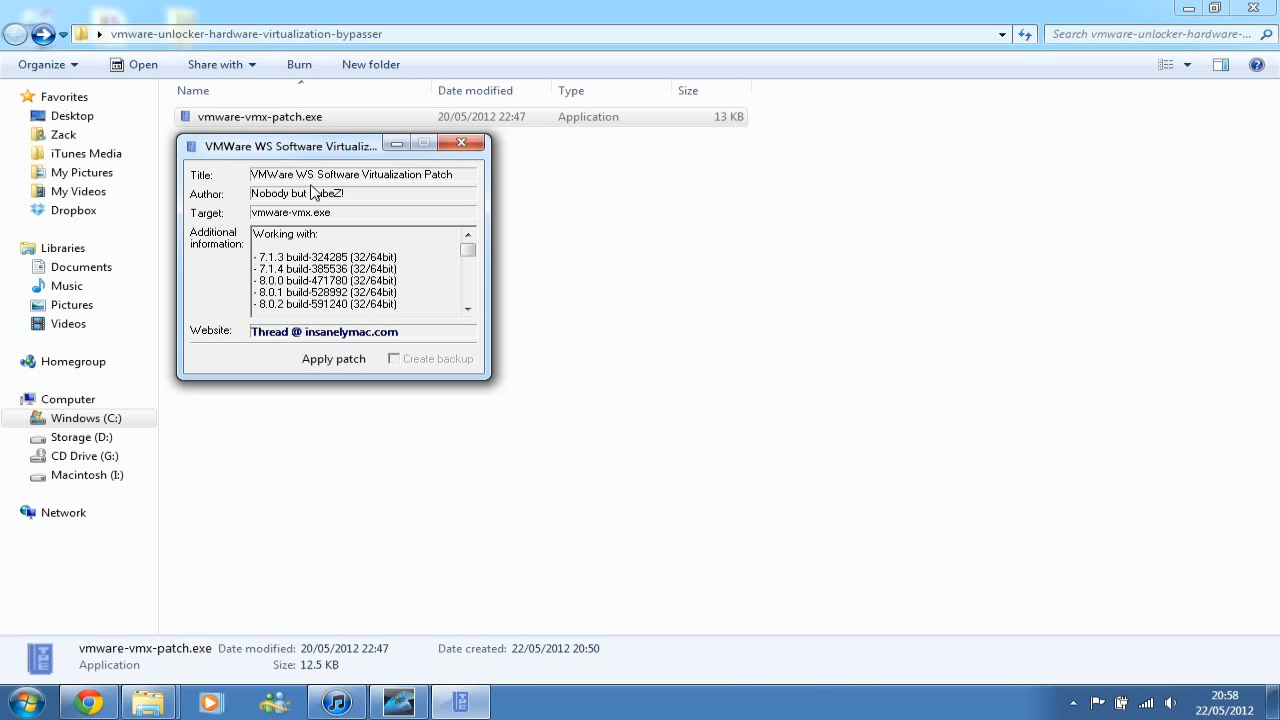 vmware-unlocker-hardware-virtualization-bypasser
Search vmware-unlocker-hardware-...
Organize Open Share with Burn New folder
Name Date modified Type Size
vmware-vmx-patch.exe 20/05/2012 22:47 Application 13 KB
Favorites
Desktop
Zack
iTunes Media
My Pictures
My Videos
Dropbox
Libraries
Documents
Music
Pictures
Videos
Homegroup
Computer
Windows (C:)
Storage (D:)
CD Drive (G:)
Macintosh (I:)
Network
VMWare WS Software Virtualiz...
Title: VMWare WS Software Virtualization Patch
Author: Nobody but
Target: vmware-vmx.exe
Additional
information:
Working with:
- 7.1.3 build-324285 (32/64bit)
- 7.1.4 build-385536 (32/64bit)
- 8.0.0 build-471780 (32/64bit)
- 8.0.1 build-528992 (32/64bit)
- 8.0.2 build-591240 (32/64bit)
Website: Thread @ insanelymac.com
Apply patch Create backup
vmware-vmx-patch.exe Date modified: 20/05/2012 22:47 Date created: 22/05/2012 20:50
Application Size: 12.5 KB
20:58
22/05/2012